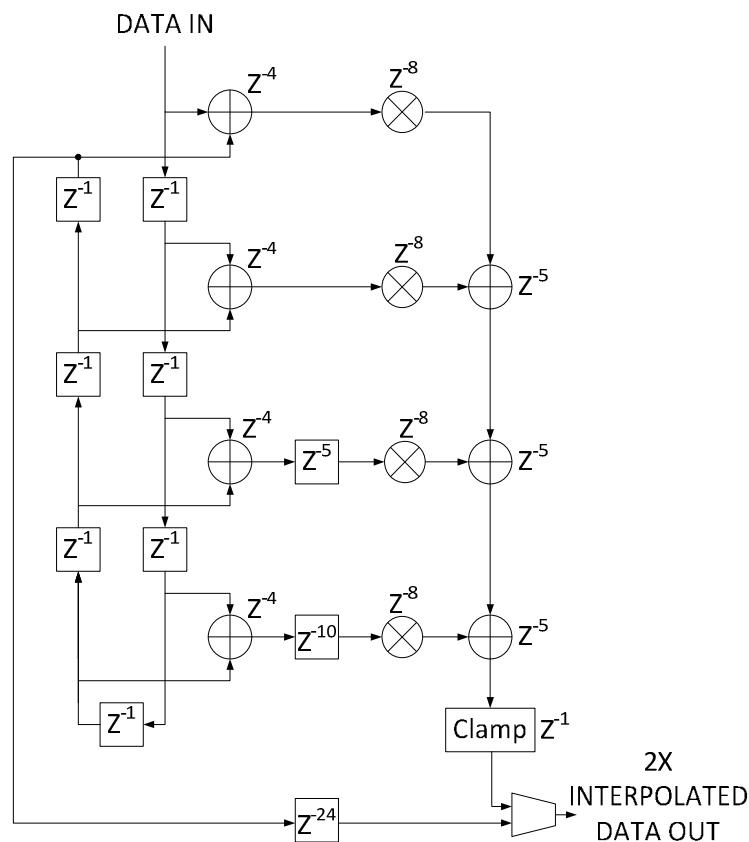 DATA IN
Z-4
Z-8
Z-1
Z-1
Z-4
Z-8
Z-5
Z-1
Z-1
Z-4
Z-5
Z-8
Z-5
Z-1
Z-1
Z-4
Z-10
Z-8
Z-5
Z-1
Clamp
Z-1
2X
INTERPOLATED
DATA OUT
Z-24